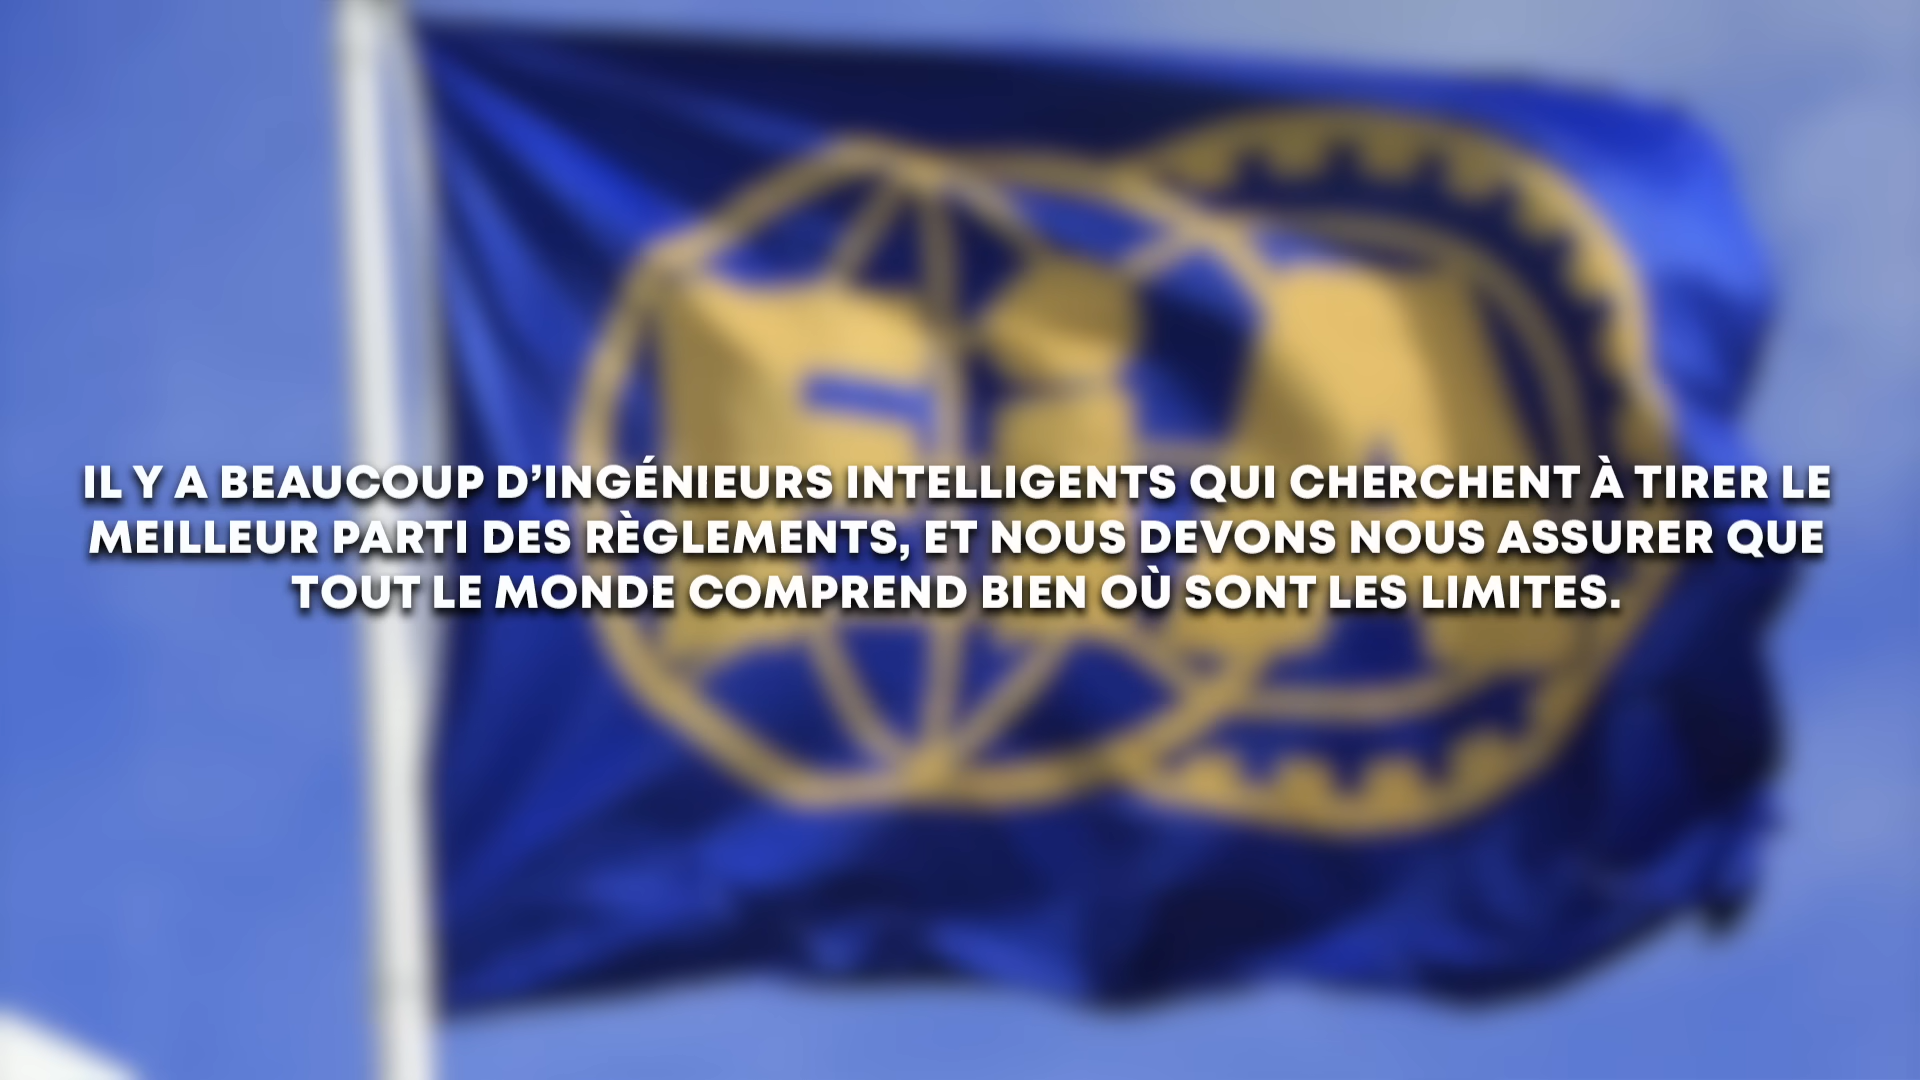 IL Y A BEAUCOUP D’INGÉNIEURS INTELLIGENTS QUI CHERCHENT À TIRER LE
MEILLEUR PARTI DES RÈGLEMENTS, ET NOUS DEVONS NOUS ASSURER QUE
TOUT LE MONDE COMPREND BIEN OÙ SONT LES LIMITES.
FIA